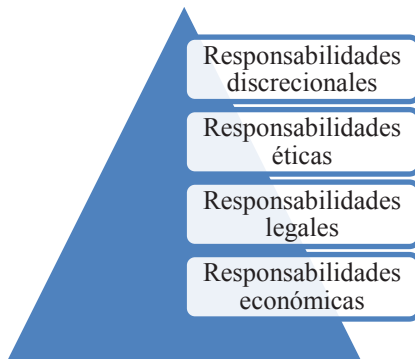 Responsabilidades
discrecionales
Responsabilidades
éticas
Responsabilidades
legales
Responsabilidades
económicas